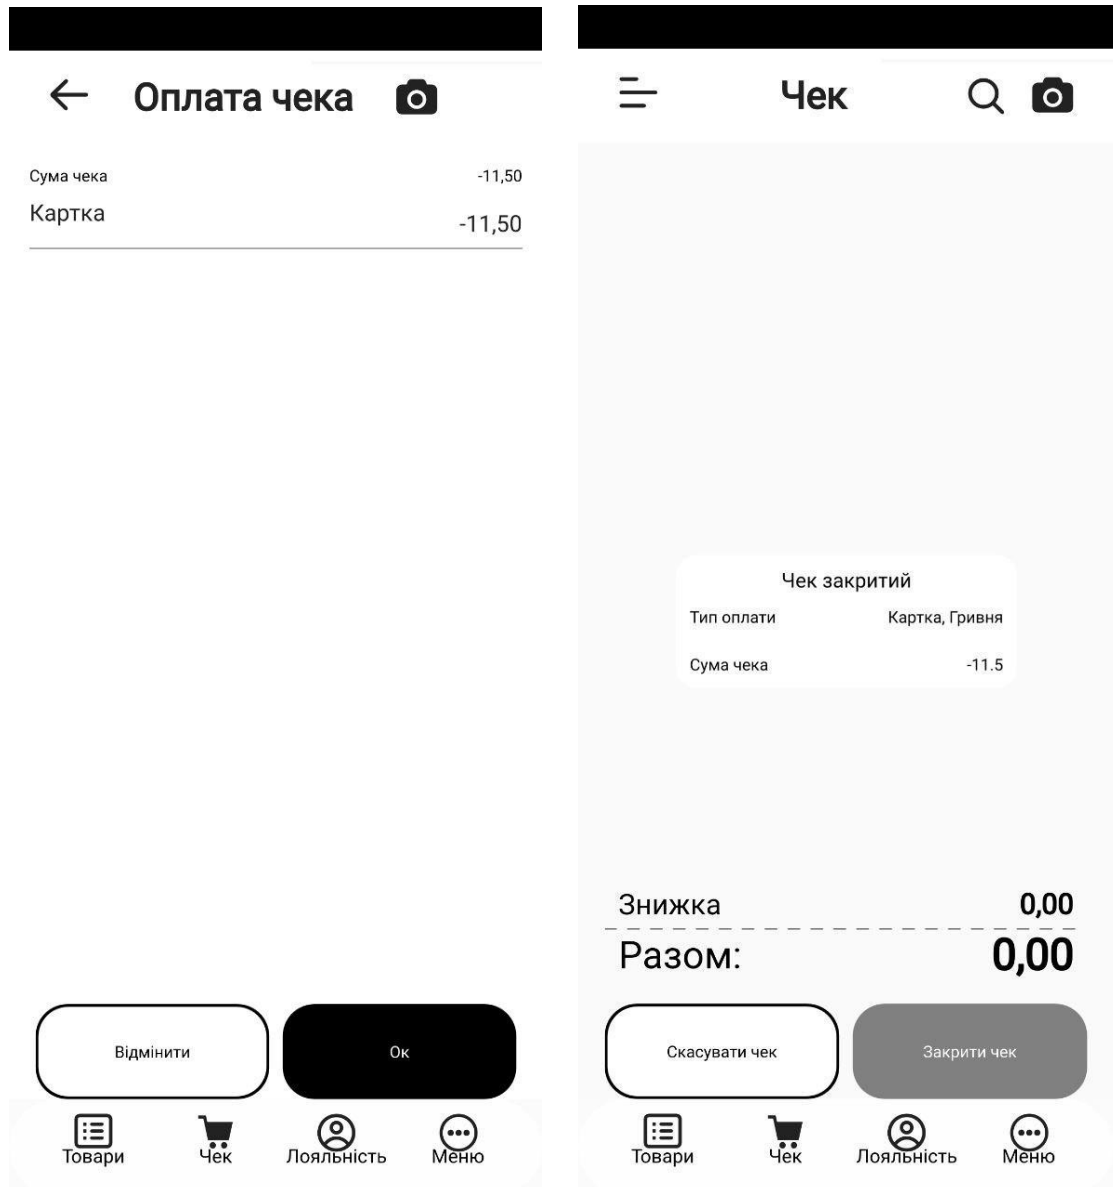 Оплата чека
Сума чека -11,50
Картка -11,50
Відмінити Ок
Товари Чек Лояльність Меню
Чек
Чек закритий
Тип оплати Картка, Гривня
Сума чека -11.5
Знижка 0,00
Разом: 0,00
Скасувати чек Закрити чек
Товари Чек Лояльність Меню